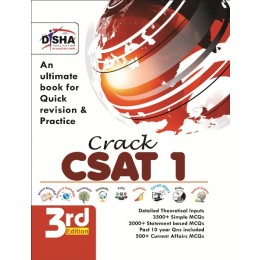 DISHA
An
ultimate
book for
Quick
revision &
Practice
Crack
CSAT 1
3rd
Edition
Detailed Theoretical Inputs
3500+ Simple MCQs
2000+ Statement based MCQs
Past 10 year Qns included
500+ Current Affairs MCQs